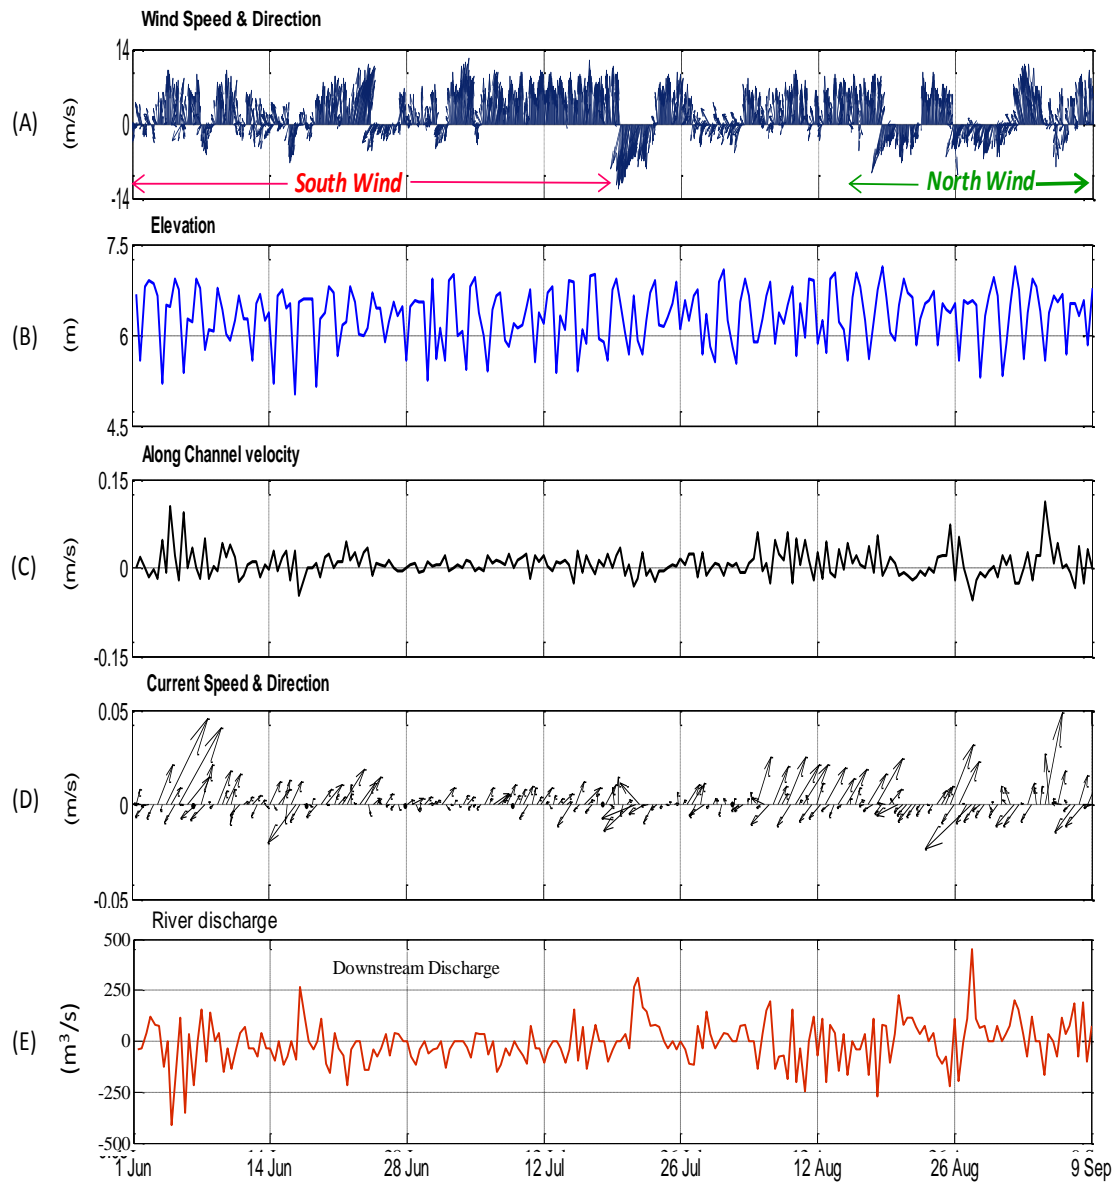 Wind Speed & Direction
14
(A)
(m/s)
0
South Wind
North Wind
-14
Elevation
7.5
(B)
(m)
6
4.5
Along Channel velocity
0.15
(C)
(m/s)
0
-0.15
Current Speed & Direction
0.05
(D)
(m/s)
0
-0.05
River discharge
500
Downstream Discharge
250
(E)
(m³/s)
0
-250
-500
1 Jun 14 Jun 28 Jun 12 Jul 26 Jul 12 Aug 26 Aug 9 Sep